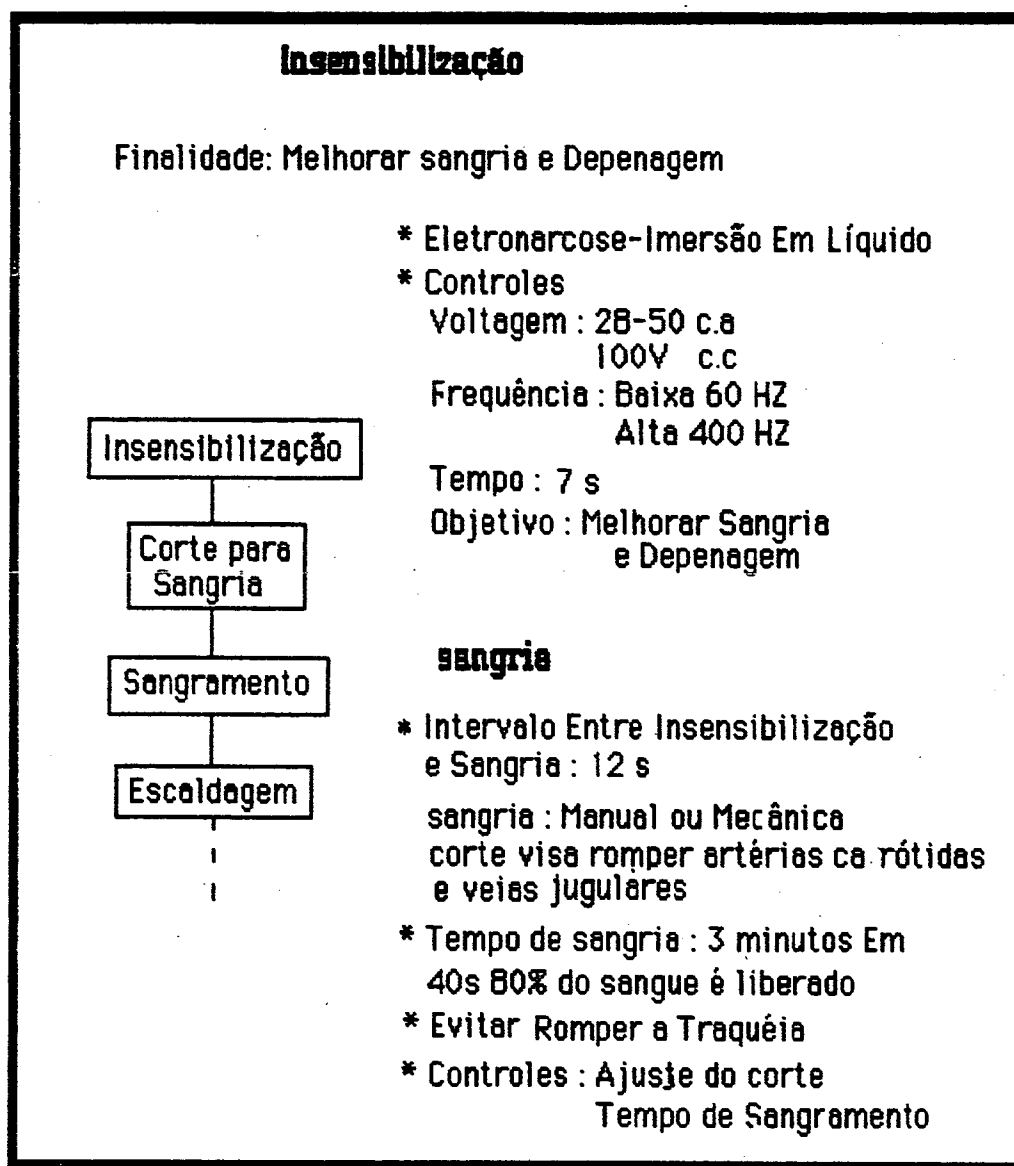 Insensibilização
Finalidade: Melhorar sangria e Depenagem
* Eletronarcose-Imersão Em Líquido
* Controles
Voltagem : 28-50 c.a
100V c.c
Frequência : Baixa 60 HZ
Alta 400 HZ
Tempo : 7 s
Objetivo : Melhorar Sangria
e Depenagem
Insensibilização
Corte para
Sangria
Sangramento
Escaldagem
sangria
* Intervalo Entre Insensibilização
e Sangria : 12 s
sangria : Manual ou Mecânica
corte visa romper artérias ca rótidas
e veias jugulares
* Tempo de sangria : 3 minutos Em
40s 80% do sangue é liberado
* Evitar Romper a Traquéia
* Controles : Ajuste do corte
Tempo de Sangramento